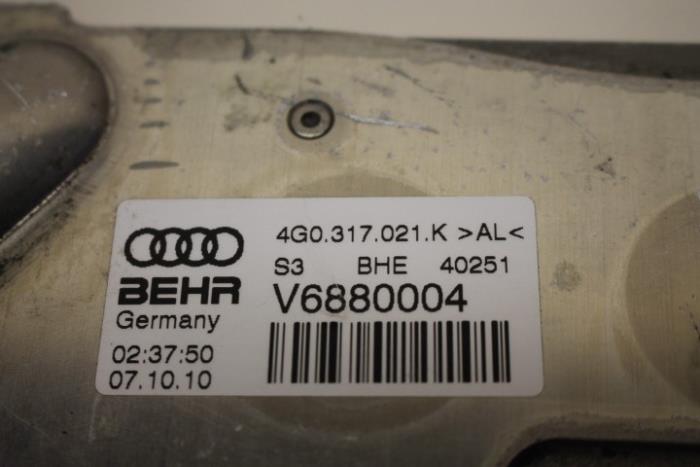 4G0.317.021.K >AL<
S3 BHE 40251
BEHR V6880004
Germany
02:37:50
07.10.10